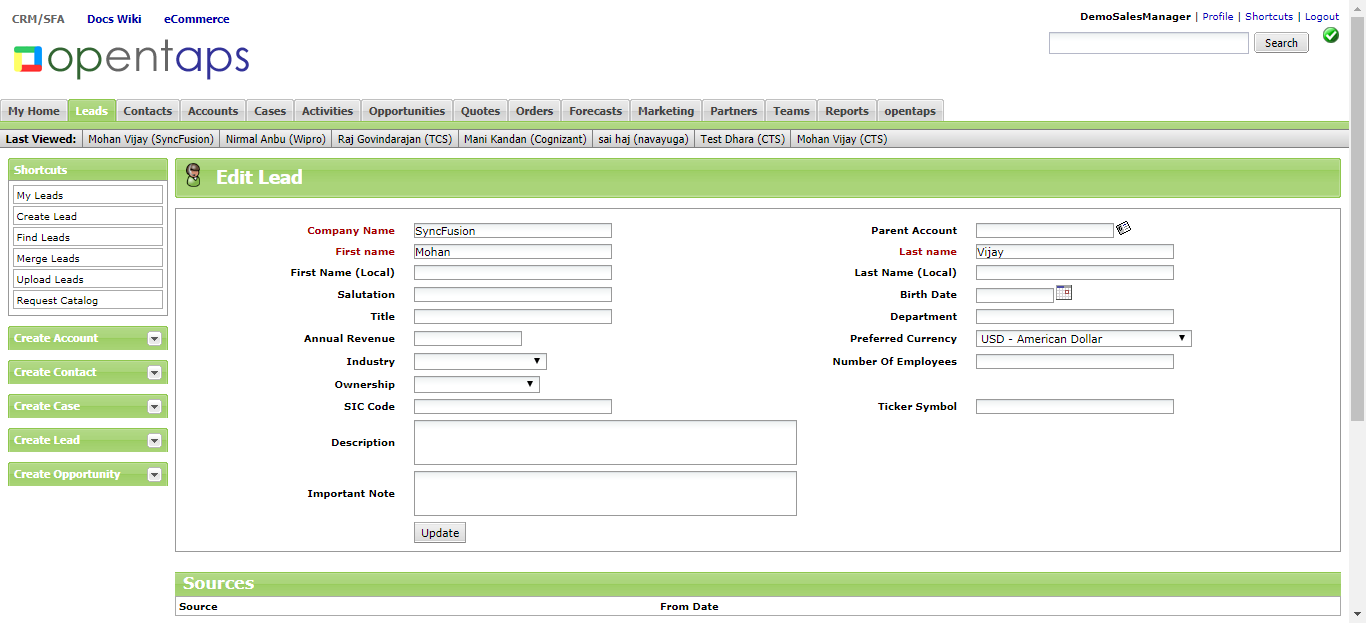 CRM/SFA Docs Wiki eCommerce
DemoSalesManager | Profile | Shortcuts | Logout
opentaps
Search
My Home Leads Contacts Accounts Cases Activities Opportunities Quotes Orders Forecasts Marketing Partners Teams Reports opentaps
Last Viewed: Mohan Vijay (SyncFusion) Nirmal Anbu (Wipro) Raj Govindarajan (TCS) Mani Kandan (Cognizant) sai haj (navayuga) Test Dhara (CTS) Mohan Vijay (CTS)
Shortcuts
My Leads
Create Lead
Find Leads
Merge Leads
Upload Leads
Request Catalog
Create Account
Create Contact
Create Case
Create Lead
Create Opportunity
Edit Lead
Company Name SyncFusion Parent Account
First name Mohan Last name Vijay
First Name (Local) Last Name (Local)
Salutation Birth Date
Title Department
Annual Revenue Preferred Currency USD - American Dollar
Industry Number Of Employees
Ownership
SIC Code Ticker Symbol
Description
Important Note
Update
Sources
Source From Date